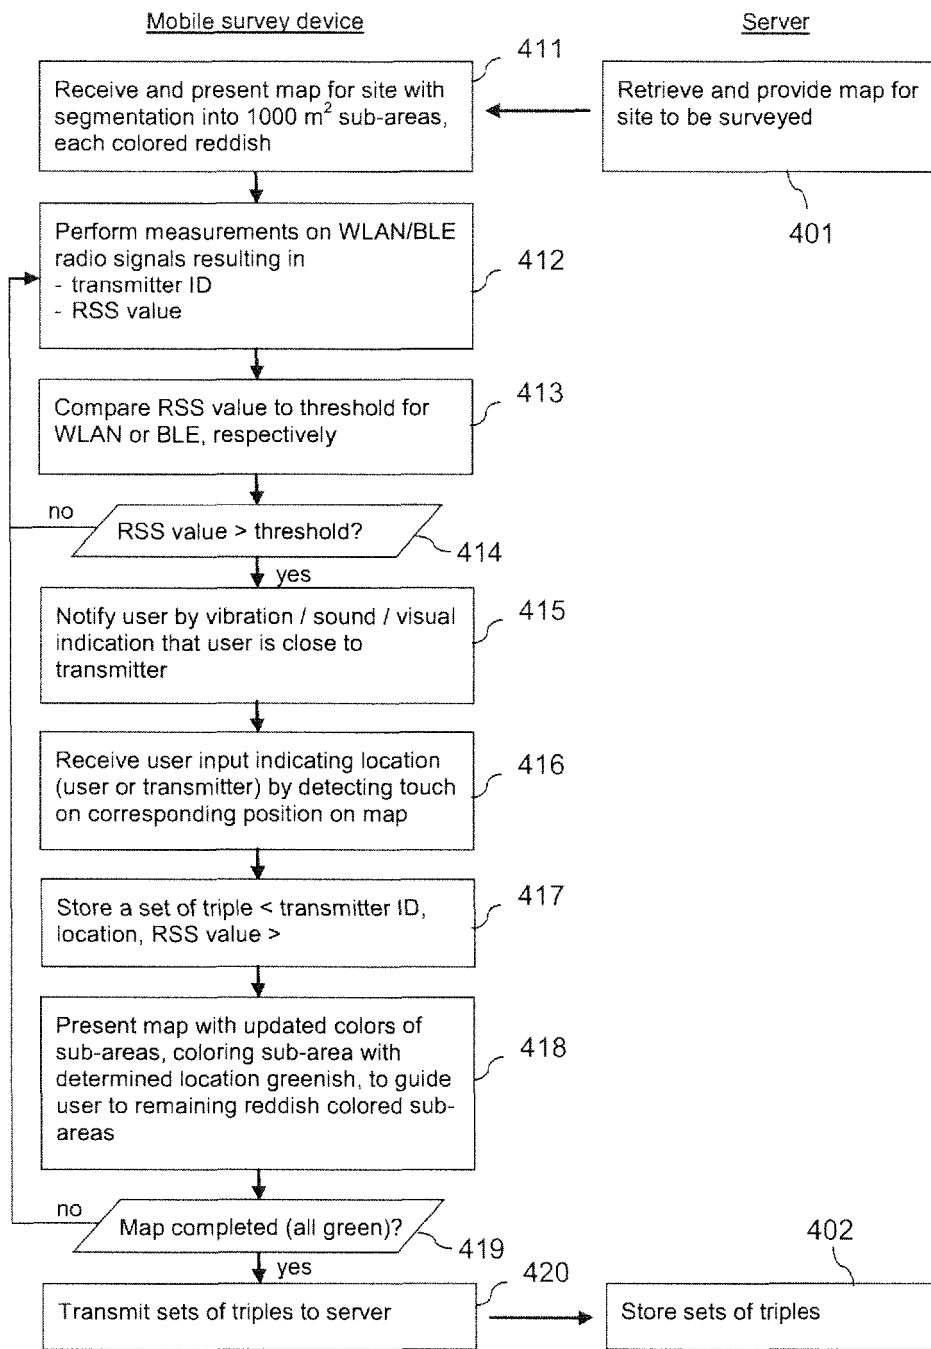 Mobile survey device
Server
411
Receive and present map for site with
segmentation into 1000 m² sub-areas,
each colored reddish
Retrieve and provide map for
site to be surveyed
401
Perform measurements on WLAN/BLE
radio signals resulting in
- transmitter ID
- RSS value
412
Compare RSS value to threshold for
WLAN or BLE, respectively
413
no
RSS value > threshold?
414
yes
Notify user by vibration / sound / visual
indication that user is close to
transmitter
415
Receive user input indicating location
(user or transmitter) by detecting touch
on corresponding position on map
416
Store a set of triple < transmitter ID,
location, RSS value >
417
Present map with updated colors of
sub-areas, coloring sub-area with
determined location greenish, to guide
user to remaining reddish colored sub-
areas
418
no
Map completed (all green)?
419
yes
Transmit sets of triples to server
420
402
Store sets of triples